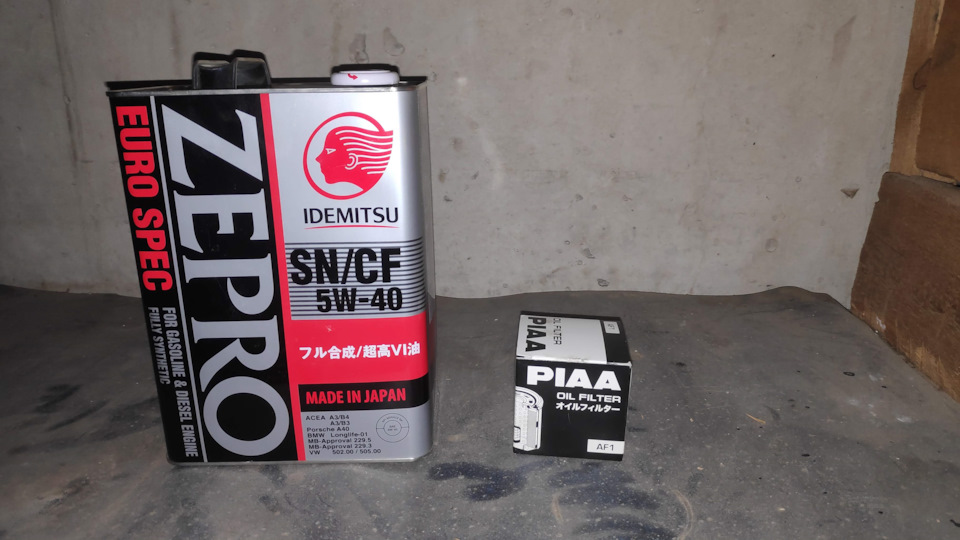 EURO SPEC
FOR GASOLINE & DIESEL ENGINE
FULLY SYNTHETIC
ZEPRO
IDEMITSU
SN/CF
5W-40
フル合成/超高VI油
MADE IN JAPAN
ACEA A3/B4
A3/B3
Porsche A40
BMW Longlife-01
MB-Approval 229.5
MB-Approval 229.3
VW 502.00 / 505.00
PIAA
OIL FILTER
AF1
PIAA
OIL FILTER
オイルフィルター
AF1